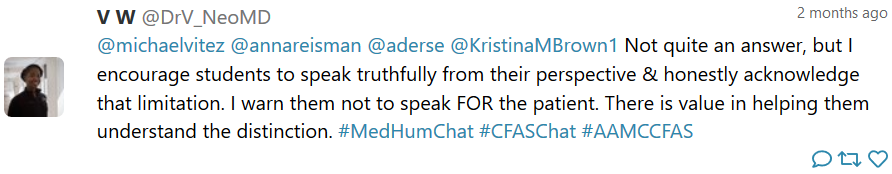 V W @DrV_NeoMD
2 months ago
@michaelvitez @annareisman @aderse @KristinaMBrown1 Not quite an answer, but I
encourage students to speak truthfully from their perspective & honestly acknowledge
that limitation. I warn them not to speak FOR the patient. There is value in helping them
understand the distinction. #MedHumChat #CFASChat #AAMCCFAS